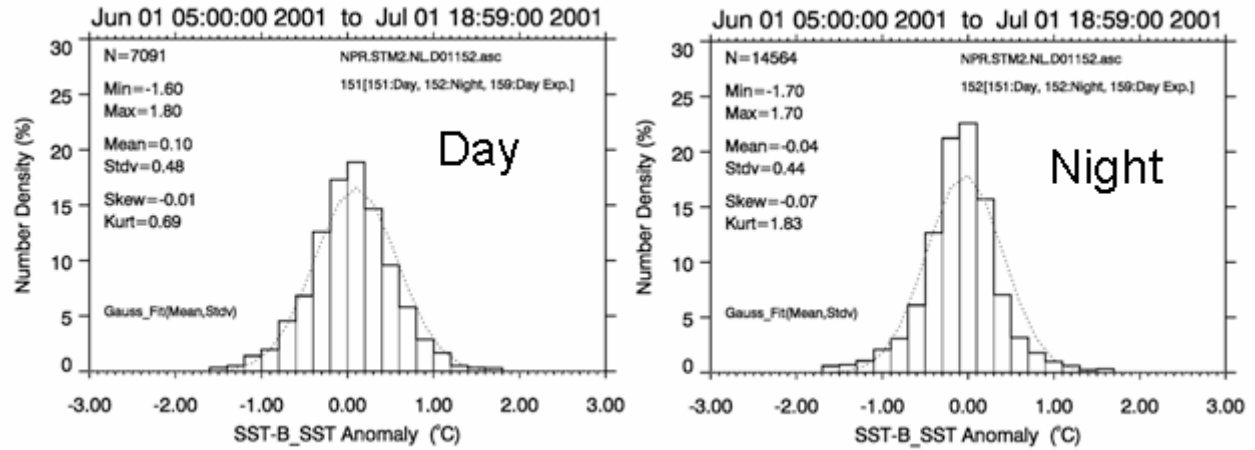 Jun 01 05:00:00 2001 to Jul 01 18:59:00 2001
30
25
20
15
10
5
0
Number Density (%)
N=7091
NPR.STM2.NL.D01152.asc
Min=-1.60
151[151:Day, 152:Night, 159:Day Exp.]
Max=1.80
Mean=0.10
Day
Stdv=0.48
Skew=-0.01
Kurt=0.69
Gauss_Fit(Mean,Stdv)
-3.00 -2.00 -1.00 0.00 1.00 2.00 3.00
SST-B_SST Anomaly (°C)
Jun 01 05:00:00 2001 to Jul 01 18:59:00 2001
30
25
20
15
10
5
0
Number Density (%)
N=14564
NPR.STM2.NL.D01152.asc
Min=-1.70
152[151:Day, 152:Night, 159:Day Exp.]
Max=1.70
Mean=-0.04
Night
Stdv=0.44
Skew=-0.07
Kurt=1.83
Gauss_Fit(Mean,Stdv)
-3.00 -2.00 -1.00 0.00 1.00 2.00 3.00
SST-B_SST Anomaly (°C)